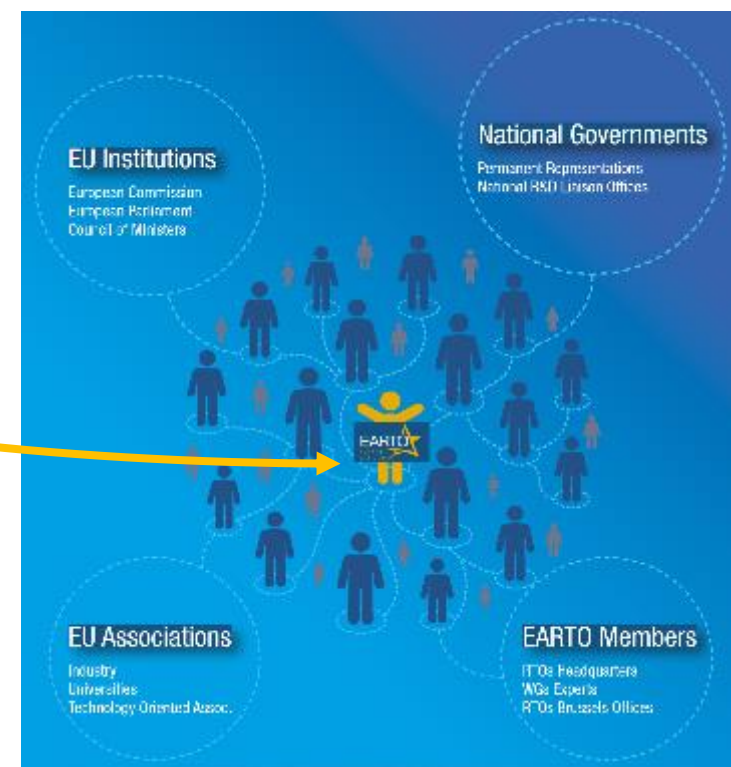 EU Institutions
European Commission
European Parliament
Council of Ministers
National Governments
Permanent Representations
National R&D Liaison Offices
EARTO
EU Associations
Industry
Universities
Technology Oriented Assoc.
EARTO Members
RTOs Headquarters
WGs Experts
RTOs Brussels Offices